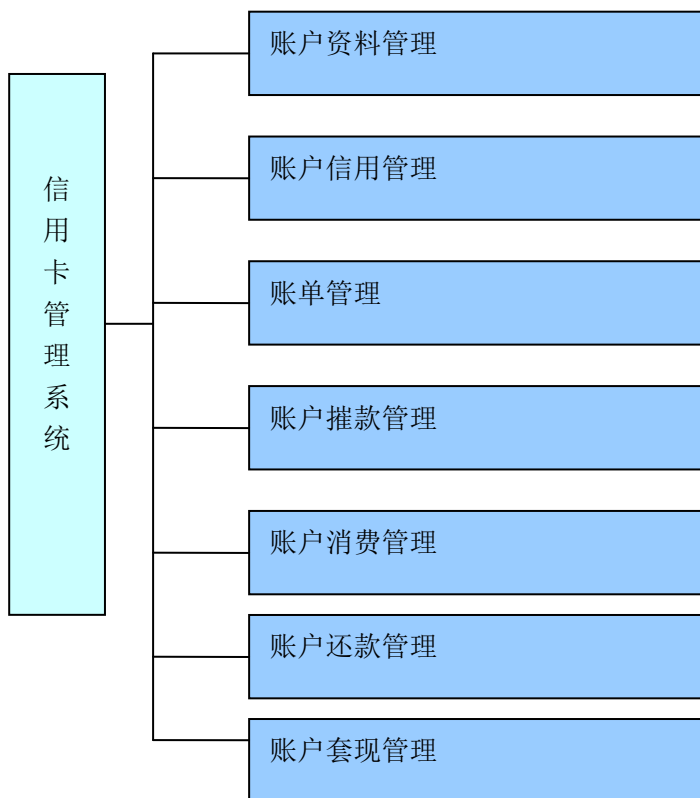 信用卡管理系统
账户资料管理
账户信用管理
账单管理
账户摧款管理
账户消费管理
账户还款管理
账户套现管理